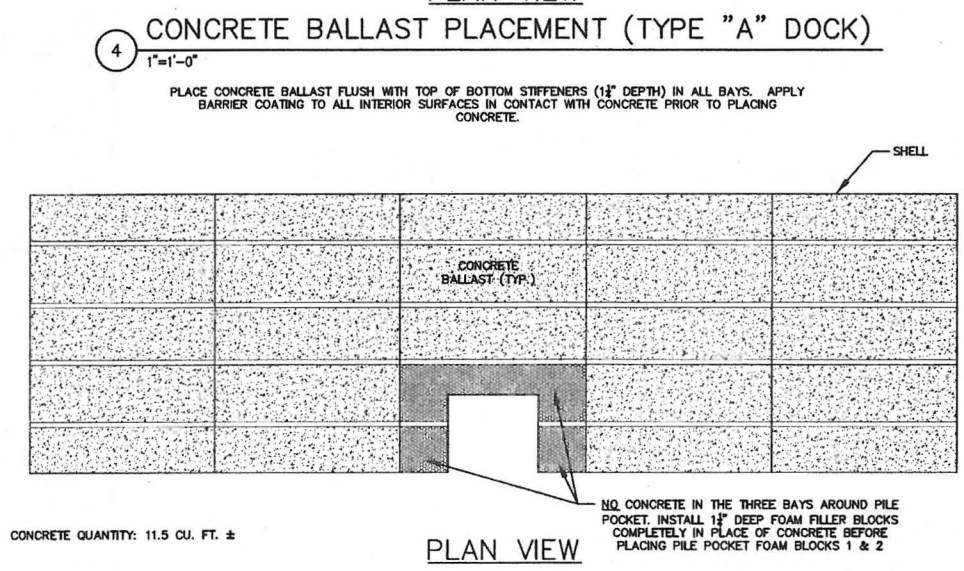 PLAN VIEW
4
CONCRETE BALLAST PLACEMENT (TYPE "A" DOCK)
1"=1'-0"
PLACE CONCRETE BALLAST FLUSH WITH TOP OF BOTTOM STIFFENERS (1½" DEPTH) IN ALL BAYS. APPLY
BARRIER COATING TO ALL INTERIOR SURFACES IN CONTACT WITH CONCRETE PRIOR TO PLACING
CONCRETE.
SHELL
CONCRETE
BALLAST (TYP.)
NO CONCRETE IN THE THREE BAYS AROUND PILE
POCKET. INSTALL 1½" DEEP FOAM FILLER BLOCKS
COMPLETELY IN PLACE OF CONCRETE BEFORE
PLACING PILE POCKET FOAM BLOCKS 1 & 2
CONCRETE QUANTITY: 11.5 CU. FT. ±
PLAN VIEW